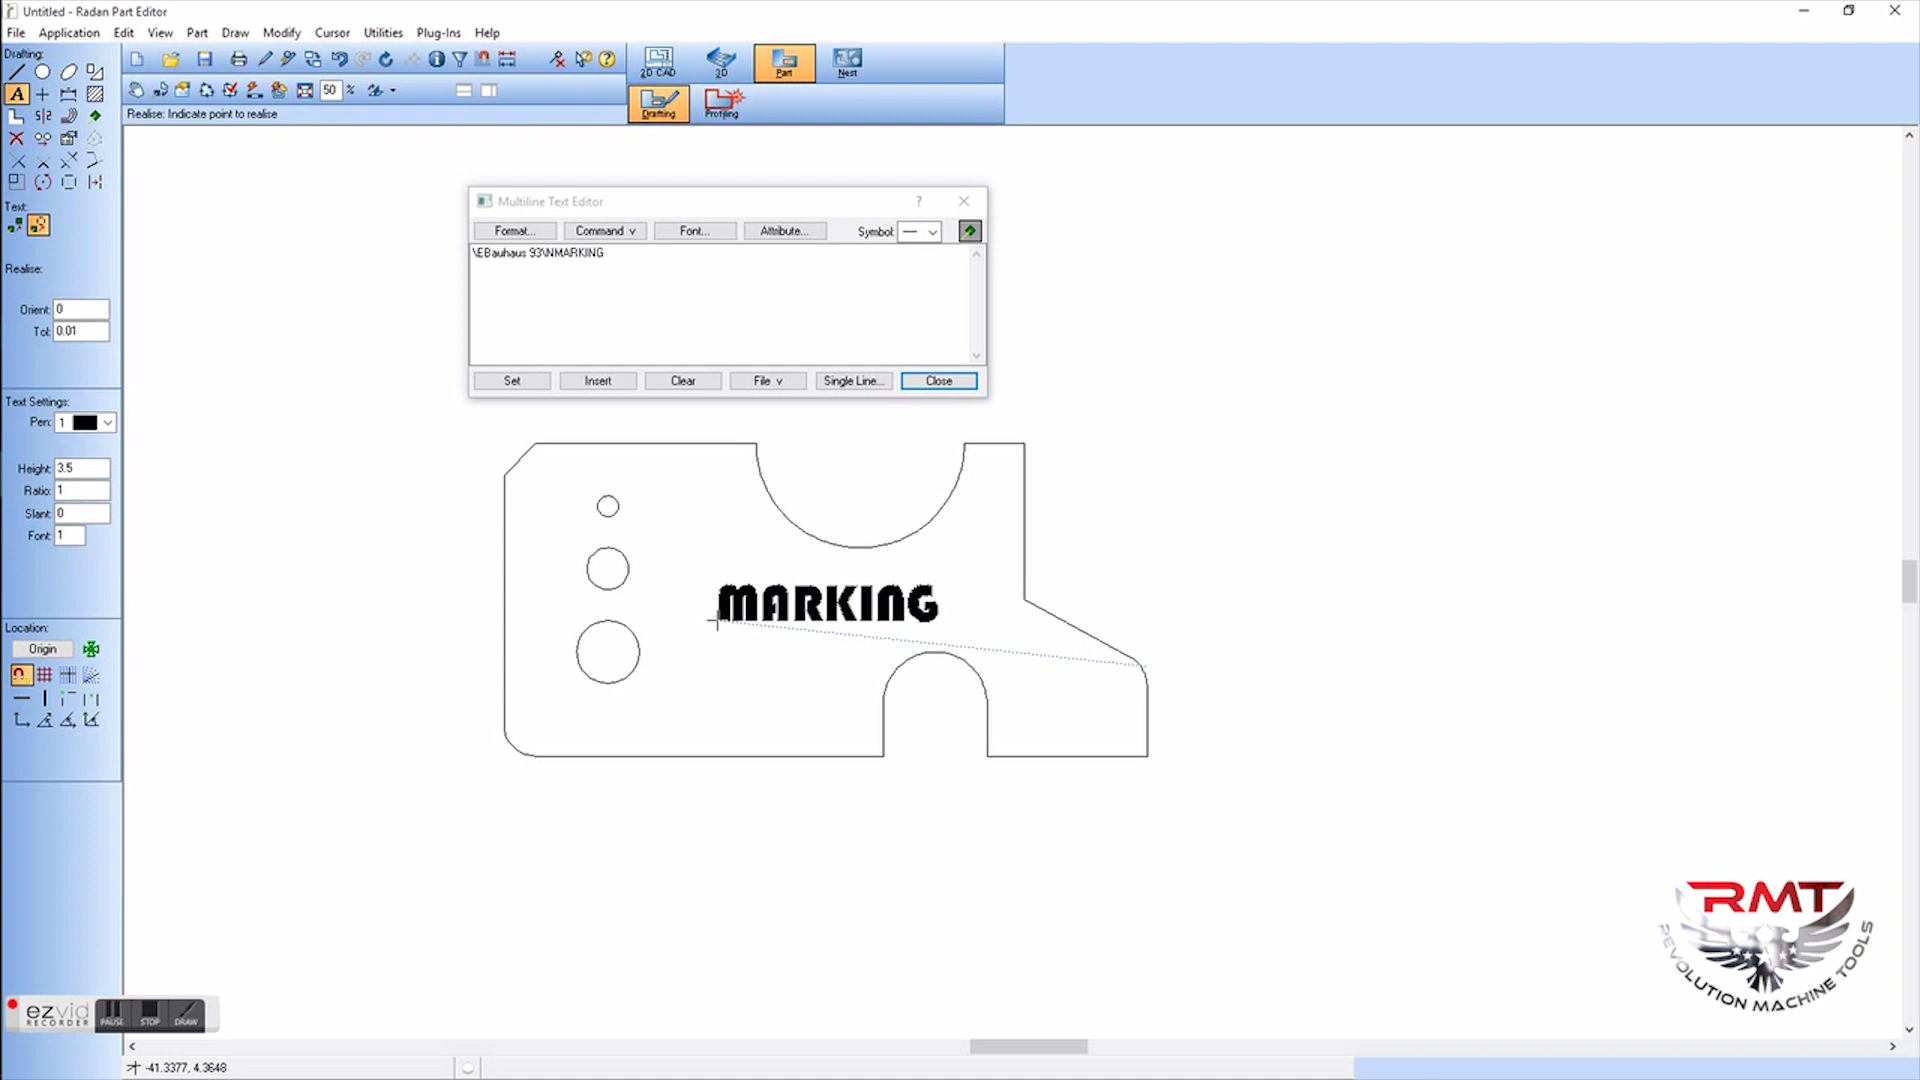 Untitled - Radan Part Editor
File Application Edit View Part Draw Modify Cursor Utilities Plug-Ins Help
Drafting:
50 %
2D CAD 3D Part Nest
Drafting Profiling
Realise: Indicate point to realise
Text:
Realise:
Orient: 0
Tol: 0.01
Text Settings:
Pen: 1
Height: 3.5
Ratio: 1
Slant: 0
Font: 1
Location:
Origin
Multiline Text Editor ?
Format... Command v Font... Attribute... Symbol:
\EBauhaus 93\NMARKING
Set Insert Clear File v Single Line... Close
MARKING
RMT
REVOLUTION MACHINE TOOLS
ezvid
RECORDER
PAUSE STOP DRAW
-41.3377, 4.3648